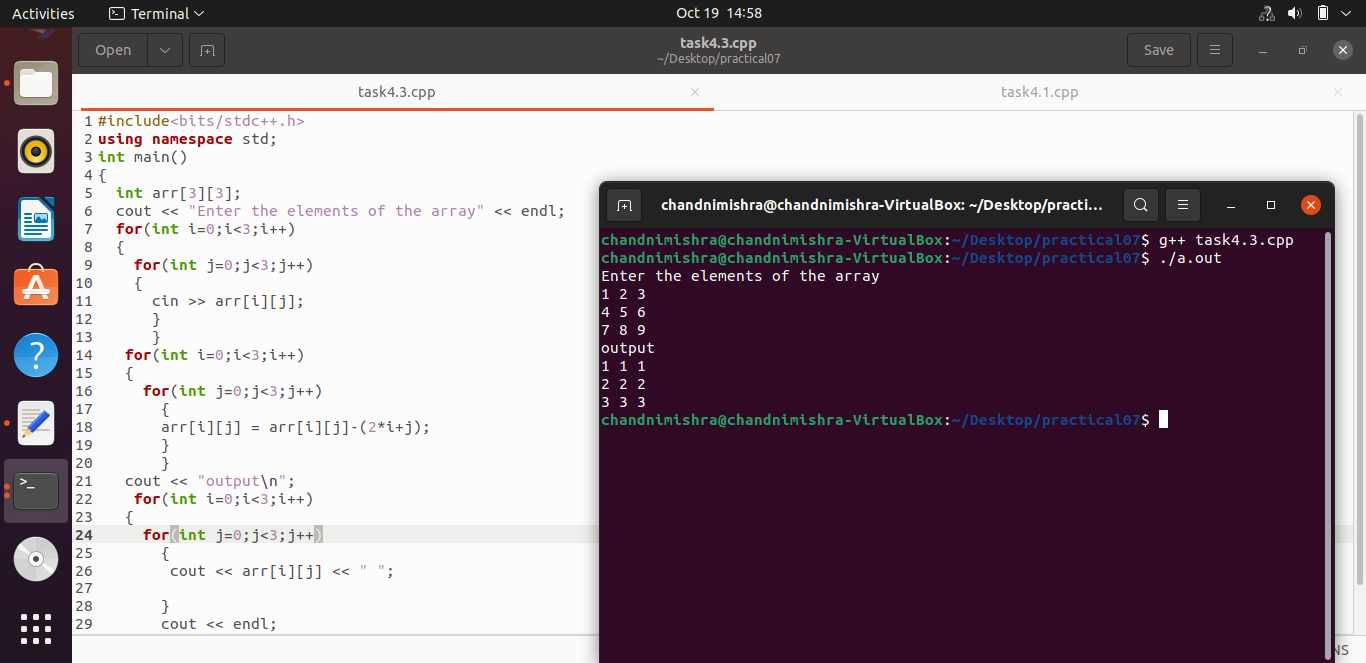 Activities Terminal Oct 19 14:58
Open task4.3.cpp Save
~/Desktop/practical07
task4.3.cpp task4.1.cpp
1 #include<bits/stdc++.h>
2 using namespace std;
3 int main()
4 {
5   int arr[3][3];
6   cout << "Enter the elements of the array" << endl;
7   for(int i=0;i<3;i++)
8   {
9     for(int j=0;j<3;j++)
10     {
11       cin >> arr[i][j];
12       }
13       }
14    for(int i=0;i<3;i++)
15    {
16      for(int j=0;j<3;j++)
17        {
18        arr[i][j] = arr[i][j]-(2*i+j);
19        }
20        }
21    cout << "output\n";
22     for(int i=0;i<3;i++)
23    {
24      for(int j=0;j<3;j++)
25        {
26         cout << arr[i][j] << " ";
27
28        }
29        cout << endl;
chandnimishra@chandnimishra-VirtualBox: ~/Desktop/practi...
chandnimishra@chandnimishra-VirtualBox:~/Desktop/practical07$ g++ task4.3.cpp
chandnimishra@chandnimishra-VirtualBox:~/Desktop/practical07$ ./a.out
Enter the elements of the array
1 2 3
4 5 6
7 8 9
output
1 1 1
2 2 2
3 3 3
chandnimishra@chandnimishra-VirtualBox:~/Desktop/practical07$